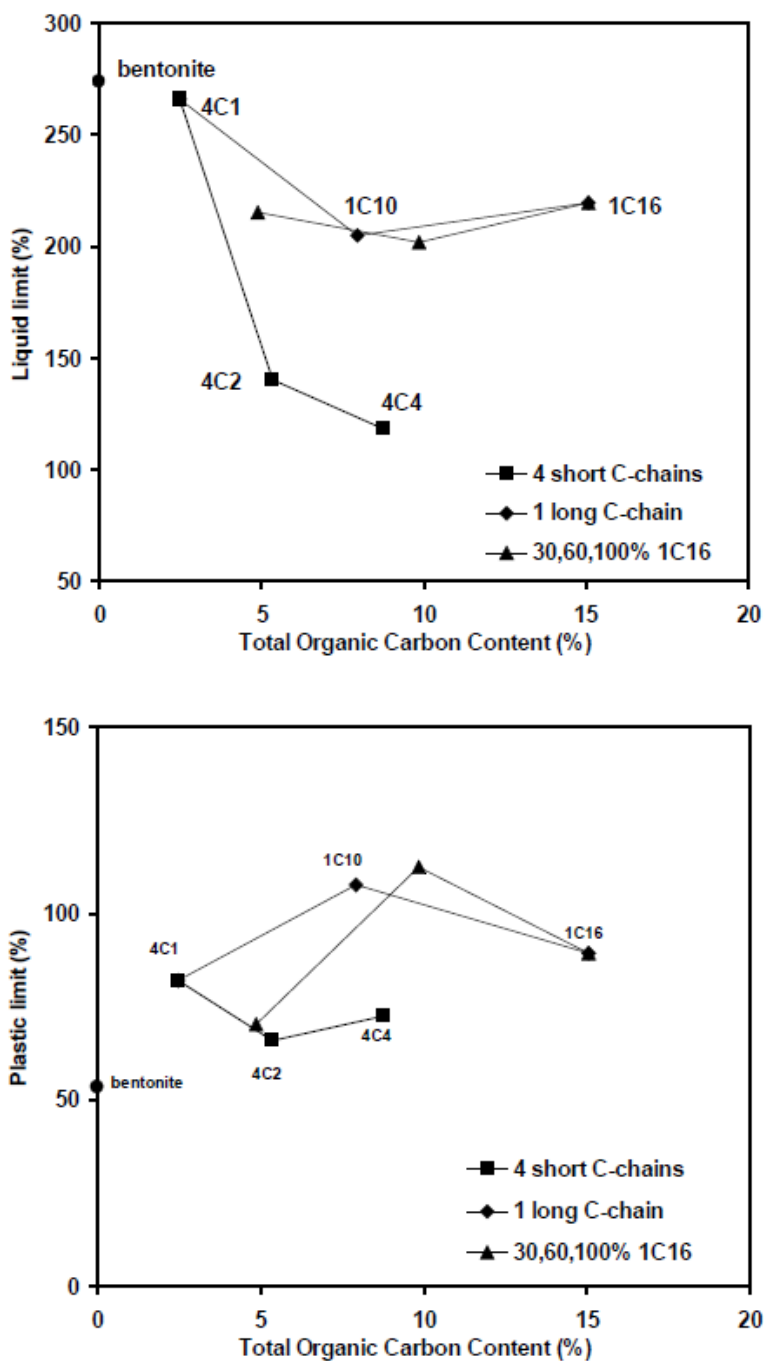 300
bentonite
4C1
250
1C10
1C16
200
Liquid limit (%)
150
4C2
4C4
100
4 short C-chains
1 long C-chain
30,60,100% 1C16
50
0
5
10
15
20
Total Organic Carbon Content (%)
150
1C10
100
4C1
1C16
Plastic limit (%)
4C4
4C2
bentonite
50
4 short C-chains
1 long C-chain
30,60,100% 1C16
0
0
5
10
15
20
Total Organic Carbon Content (%)